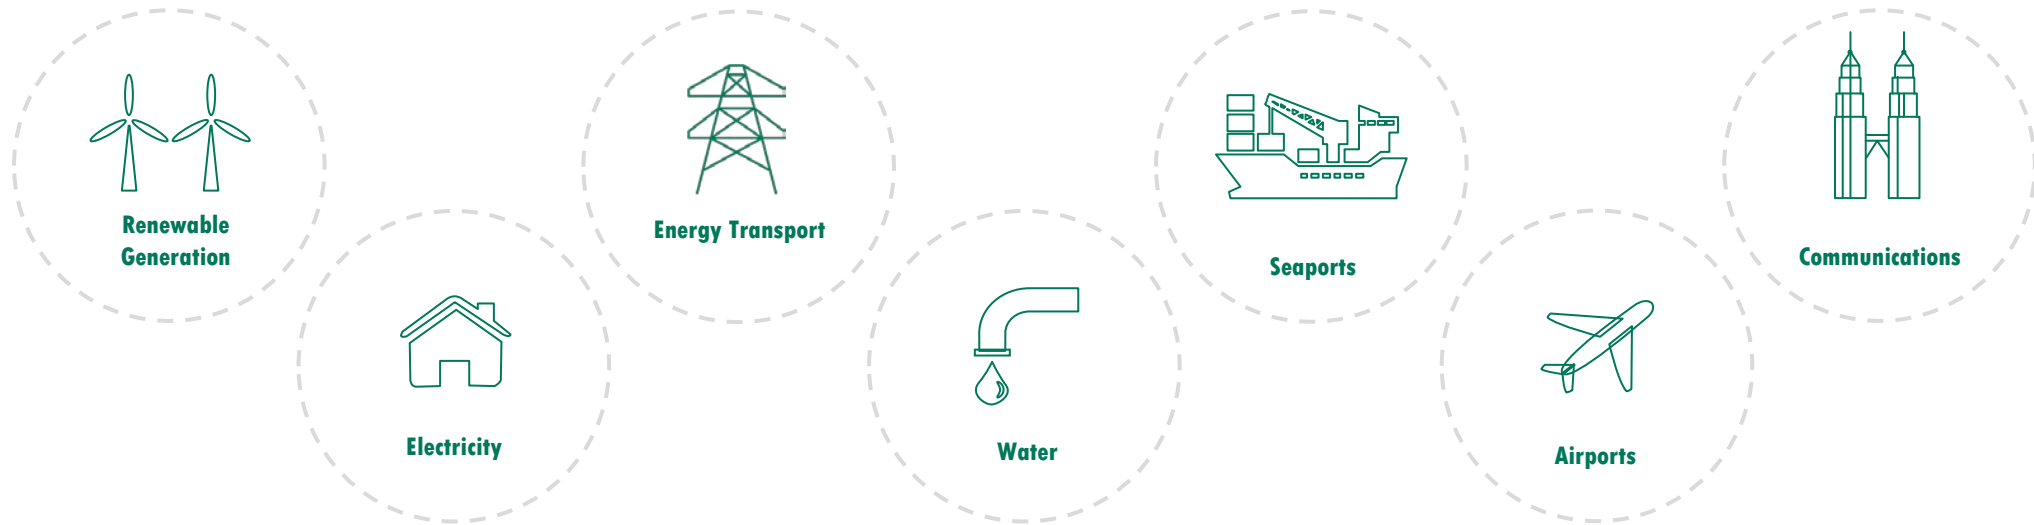 Renewable
Generation
Electricity
Energy Transport
Water
Seaports
Airports
Communications